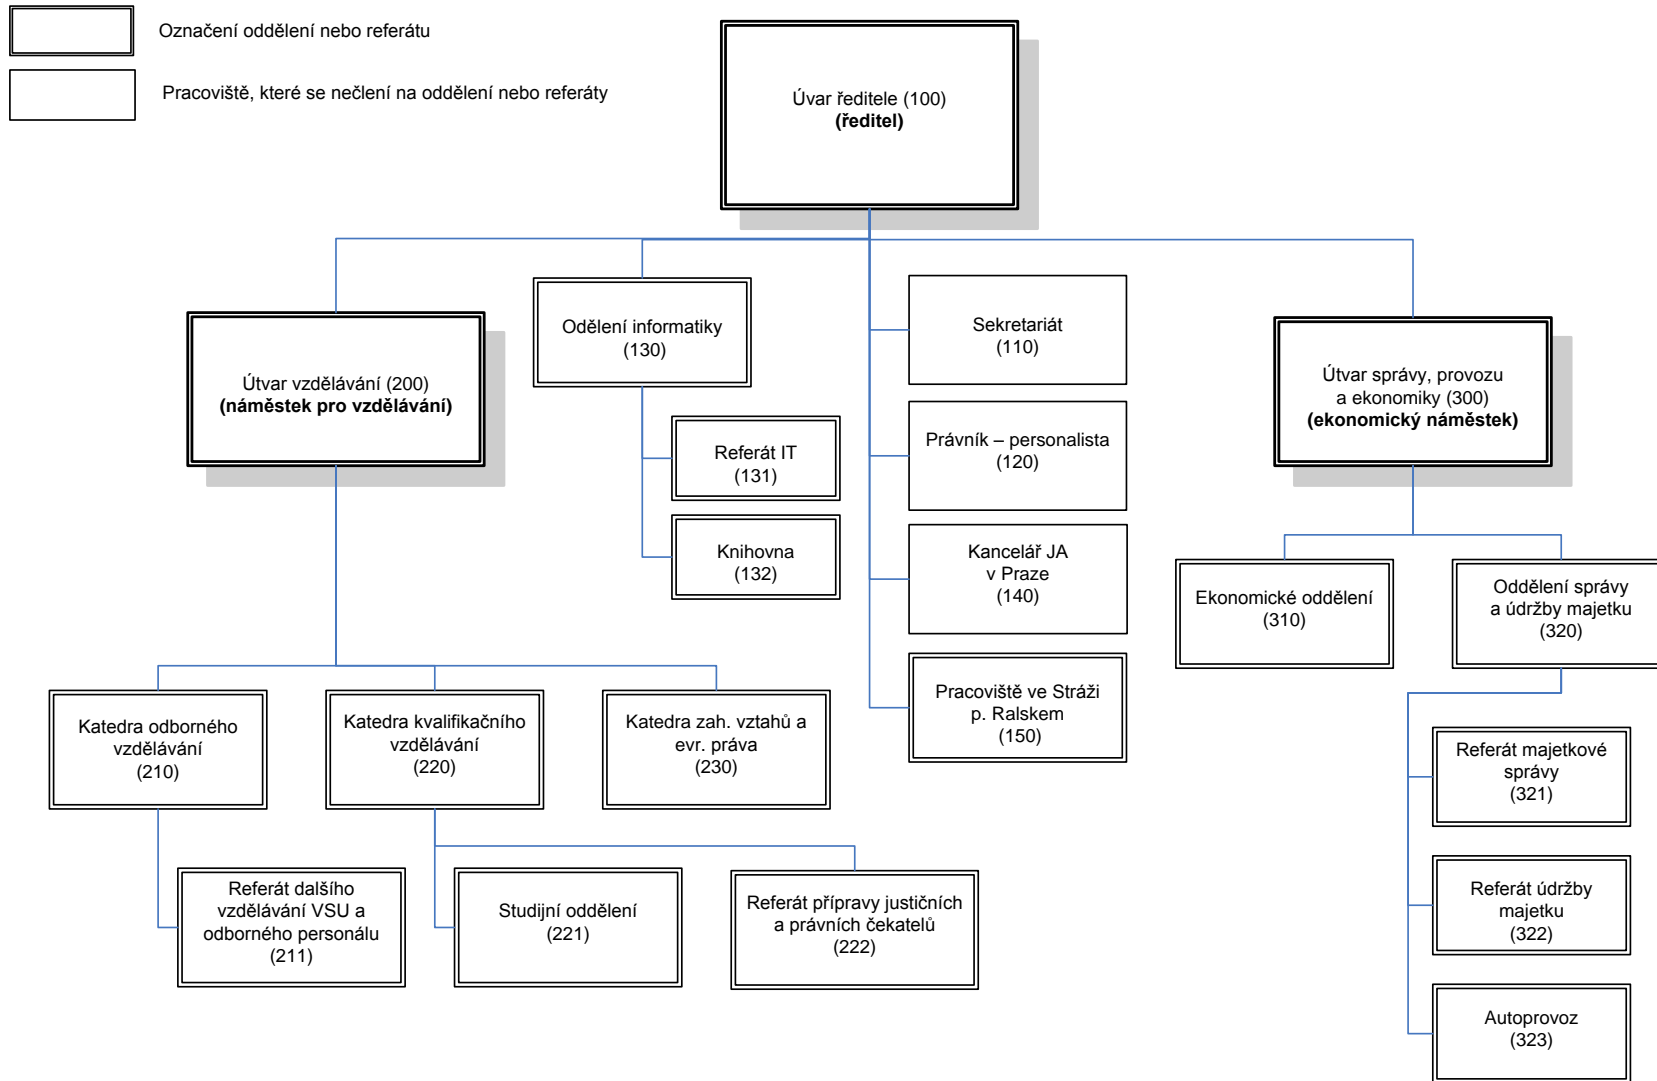 Označení oddělení nebo referátu
Pracoviště, které se nečlení na oddělení nebo referáty
Úvar ředitele (100)
(ředitel)
Útvar vzdělávání (200)
(náměstek pro vzdělávání)
Odělení informatiky
(130)
Referát IT
(131)
Knihovna
(132)
Sekretariát
(110)
Právník – personalista
(120)
Kancelář JA
v Praze
(140)
Pracoviště ve Stráži
p. Ralskem
(150)
Útvar správy, provozu
a ekonomiky (300)
(ekonomický náměstek)
Ekonomické oddělení
(310)
Oddělení správy
a údržby majetku
(320)
Katedra odborného
vzdělávání
(210)
Katedra kvalifikačního
vzdělávání
(220)
Katedra zah. vztahů a
evr. práva
(230)
Referát dalšího
vzdělávání VSU a
odborného personálu
(211)
Studijní oddělení
(221)
Referát přípravy justičních
a právních čekatelů
(222)
Referát majetkové
správy
(321)
Referát údržby
majetku
(322)
Autoprovoz
(323)